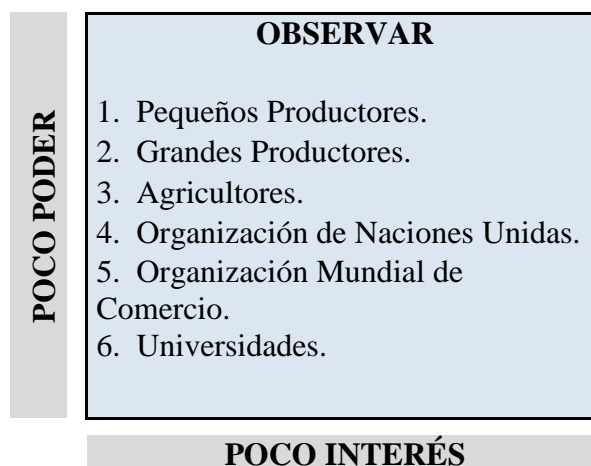 OBSERVAR
POCO PODER
1. Pequeños Productores.
2. Grandes Productores.
3. Agricultores.
4. Organización de Naciones Unidas.
5. Organización Mundial de
Comercio.
6. Universidades.
POCO INTERÉS